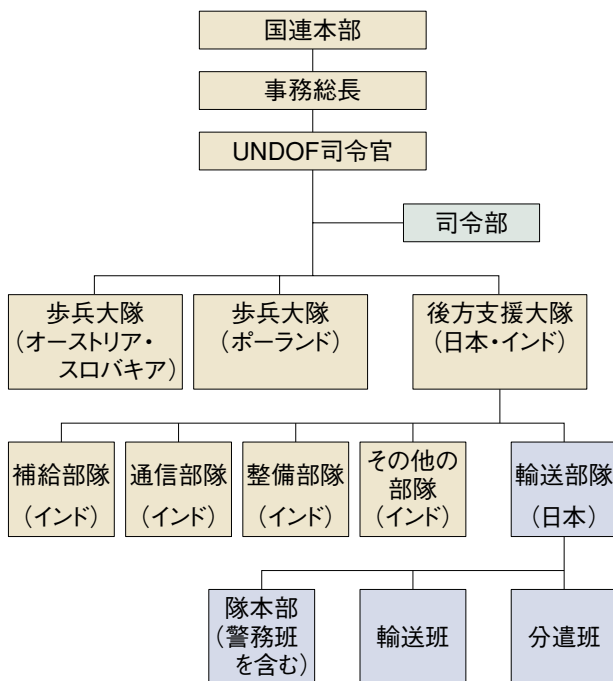 国連本部
事務総長
UNDOF司令官
司令部
歩兵大隊
（オーストリア・
スロバキア）
歩兵大隊
（ポーランド）
後方支援大隊
（日本・インド）
補給部隊
（インド）
通信部隊
（インド）
整備部隊
（インド）
その他の
部隊
（インド）
輸送部隊
（日本）
隊本部
（警務班
を含む）
輸送班
分遣班